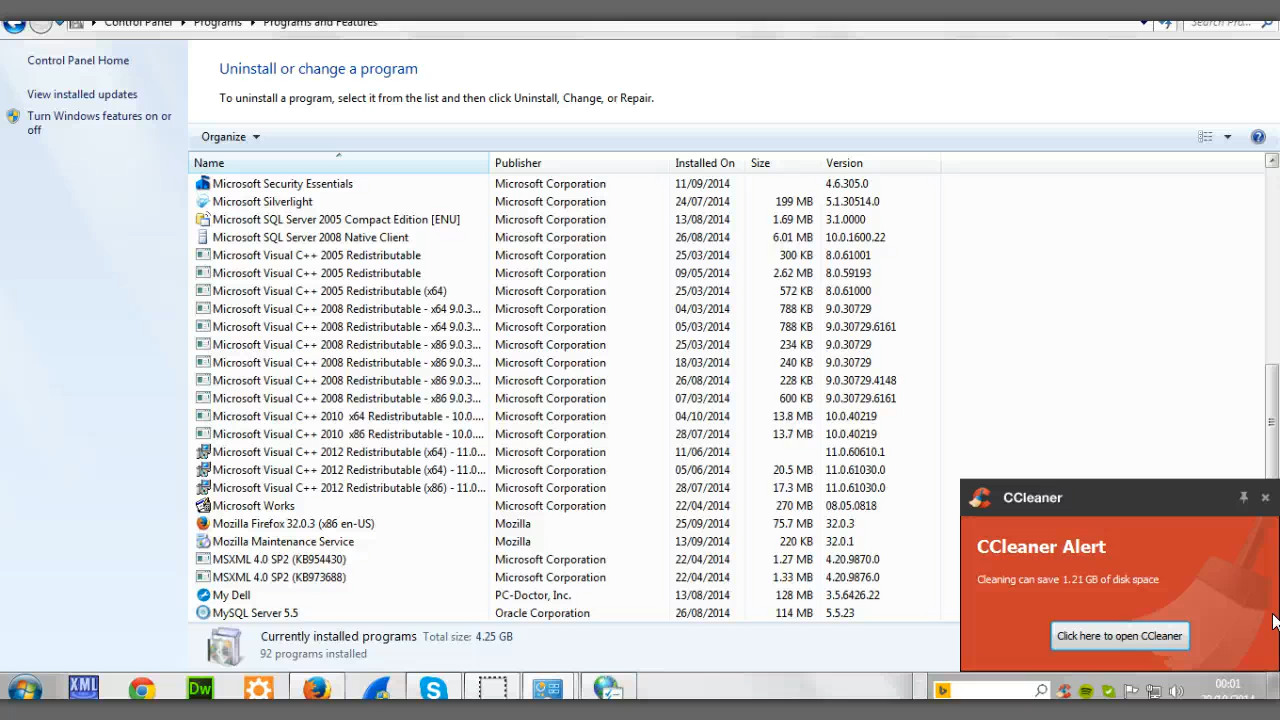 Control Panel Programs Programs and Features Search Pro...
Control Panel Home
View installed updates
Turn Windows features on or
off
Uninstall or change a program
To uninstall a program, select it from the list and then click Uninstall, Change, or Repair.
Organize
Name Publisher Installed On Size Version
Microsoft Security Essentials Microsoft Corporation 11/09/2014 4.6.305.0
Microsoft Silverlight Microsoft Corporation 24/07/2014 199 MB 5.1.30514.0
Microsoft SQL Server 2005 Compact Edition [ENU] Microsoft Corporation 13/08/2014 1.69 MB 3.1.0000
Microsoft SQL Server 2008 Native Client Microsoft Corporation 26/08/2014 6.01 MB 10.0.1600.22
Microsoft Visual C++ 2005 Redistributable Microsoft Corporation 25/03/2014 300 KB 8.0.61001
Microsoft Visual C++ 2005 Redistributable Microsoft Corporation 09/05/2014 2.62 MB 8.0.59193
Microsoft Visual C++ 2005 Redistributable (x64) Microsoft Corporation 25/03/2014 572 KB 8.0.61000
Microsoft Visual C++ 2008 Redistributable - x64 9.0.3... Microsoft Corporation 04/03/2014 788 KB 9.0.30729
Microsoft Visual C++ 2008 Redistributable - x64 9.0.3... Microsoft Corporation 05/03/2014 788 KB 9.0.30729.6161
Microsoft Visual C++ 2008 Redistributable - x86 9.0.3... Microsoft Corporation 25/03/2014 234 KB 9.0.30729
Microsoft Visual C++ 2008 Redistributable - x86 9.0.3... Microsoft Corporation 18/03/2014 240 KB 9.0.30729
Microsoft Visual C++ 2008 Redistributable - x86 9.0.3... Microsoft Corporation 26/08/2014 228 KB 9.0.30729.4148
Microsoft Visual C++ 2008 Redistributable - x86 9.0.3... Microsoft Corporation 07/03/2014 600 KB 9.0.30729.6161
Microsoft Visual C++ 2010 x64 Redistributable - 10.0.... Microsoft Corporation 04/10/2014 13.8 MB 10.0.40219
Microsoft Visual C++ 2010 x86 Redistributable - 10.0.... Microsoft Corporation 28/07/2014 13.7 MB 10.0.40219
Microsoft Visual C++ 2012 Redistributable (x64) - 11.0... Microsoft Corporation 11/06/2014 11.0.60610.1
Microsoft Visual C++ 2012 Redistributable (x64) - 11.0... Microsoft Corporation 05/06/2014 20.5 MB 11.0.61030.0
Microsoft Visual C++ 2012 Redistributable (x86) - 11.0... Microsoft Corporation 28/07/2014 17.3 MB 11.0.61030.0
Microsoft Works Microsoft Corporation 22/04/2014 270 MB 08.05.0818
Mozilla Firefox 32.0.3 (x86 en-US) Mozilla 25/09/2014 75.7 MB 32.0.3
Mozilla Maintenance Service Mozilla 13/09/2014 220 KB 32.0.1
MSXML 4.0 SP2 (KB954430) Microsoft Corporation 22/04/2014 1.27 MB 4.20.9870.0
MSXML 4.0 SP2 (KB973688) Microsoft Corporation 22/04/2014 1.33 MB 4.20.9876.0
My Dell PC-Doctor, Inc. 13/08/2014 128 MB 3.5.6426.22
MySQL Server 5.5 Oracle Corporation 26/08/2014 114 MB 5.5.23
Currently installed programs Total size: 4.25 GB
92 programs installed
CCleaner
CCleaner Alert
Cleaning can save 1.21 GB of disk space
Click here to open CCleaner
XML Dw 00:01